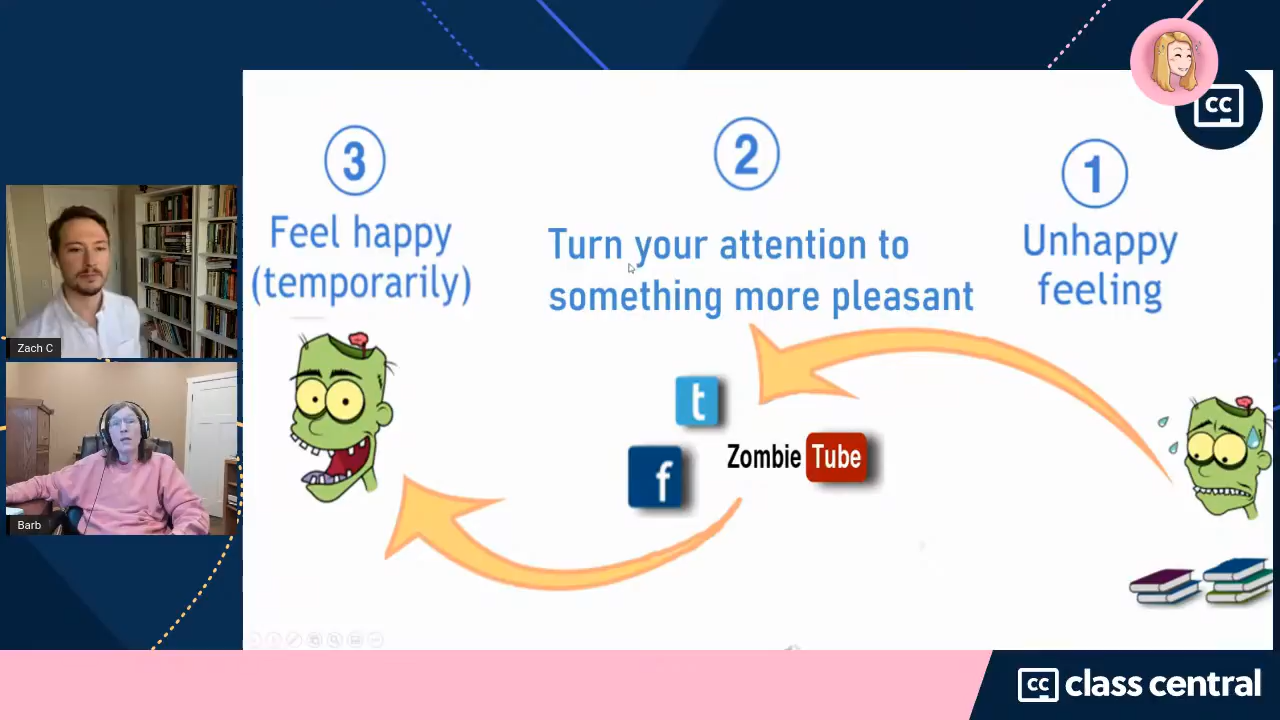 CC
3
Feel happy
(temporarily)
2
Turn your attention to
something more pleasant
1
Unhappy
feeling
Zach C
Barb
t
f
Zombie Tube
CC class central